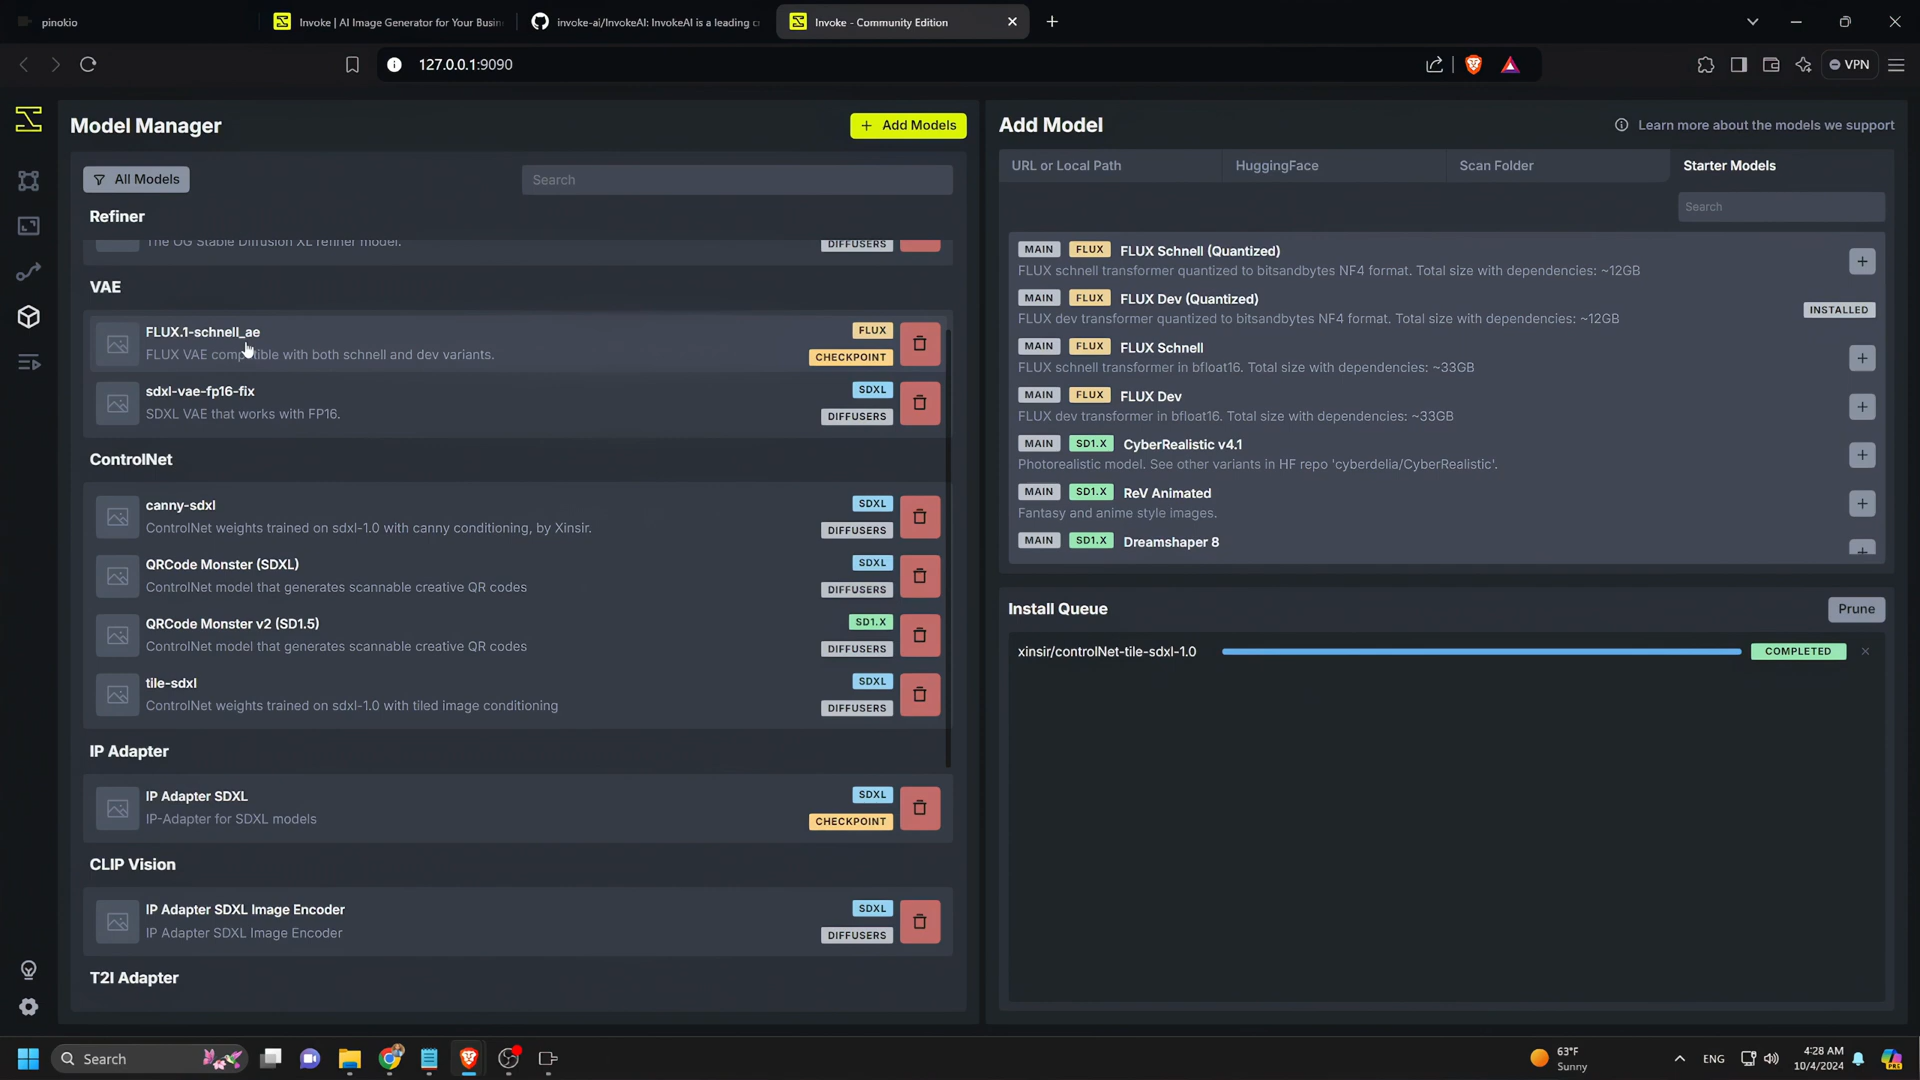 pinokio
Invoke | AI Image Generator for Your Busin
invoke-ai/InvokeAI: InvokeAI is a leading c
Invoke - Community Edition
127.0.0.1:9090
VPN
Model Manager
+ Add Models
All Models
Search
Refiner
The OG Stable Diffusion XL refiner model.
DIFFUSERS
VAE
FLUX.1-schnell_ae
FLUX VAE compatible with both schnell and dev variants.
FLUX
CHECKPOINT
sdxl-vae-fp16-fix
SDXL VAE that works with FP16.
SDXL
DIFFUSERS
ControlNet
canny-sdxl
ControlNet weights trained on sdxl-1.0 with canny conditioning, by Xinsir.
SDXL
DIFFUSERS
QRCode Monster (SDXL)
ControlNet model that generates scannable creative QR codes
SDXL
DIFFUSERS
QRCode Monster v2 (SD1.5)
ControlNet model that generates scannable creative QR codes
SD1.X
DIFFUSERS
tile-sdxl
ControlNet weights trained on sdxl-1.0 with tiled image conditioning
SDXL
DIFFUSERS
IP Adapter
IP Adapter SDXL
IP-Adapter for SDXL models
SDXL
CHECKPOINT
CLIP Vision
IP Adapter SDXL Image Encoder
IP Adapter SDXL Image Encoder
SDXL
DIFFUSERS
T2I Adapter
Add Model
Learn more about the models we support
URL or Local Path
HuggingFace
Scan Folder
Starter Models
Search
MAIN FLUX FLUX Schnell (Quantized)
FLUX schnell transformer quantized to bitsandbytes NF4 format. Total size with dependencies: ~12GB
MAIN FLUX FLUX Dev (Quantized)
FLUX dev transformer quantized to bitsandbytes NF4 format. Total size with dependencies: ~12GB
INSTALLED
MAIN FLUX FLUX Schnell
FLUX schnell transformer in bfloat16. Total size with dependencies: ~33GB
MAIN FLUX FLUX Dev
FLUX dev transformer in bfloat16. Total size with dependencies: ~33GB
MAIN SD1.X CyberRealistic v4.1
Photorealistic model. See other variants in HF repo 'cyberdelia/CyberRealistic'.
MAIN SD1.X ReV Animated
Fantasy and anime style images.
MAIN SD1.X Dreamshaper 8
Install Queue
Prune
xinsir/controlNet-tile-sdxl-1.0
COMPLETED
Search
63°F
Sunny
ENG
4:28 AM
10/4/2024